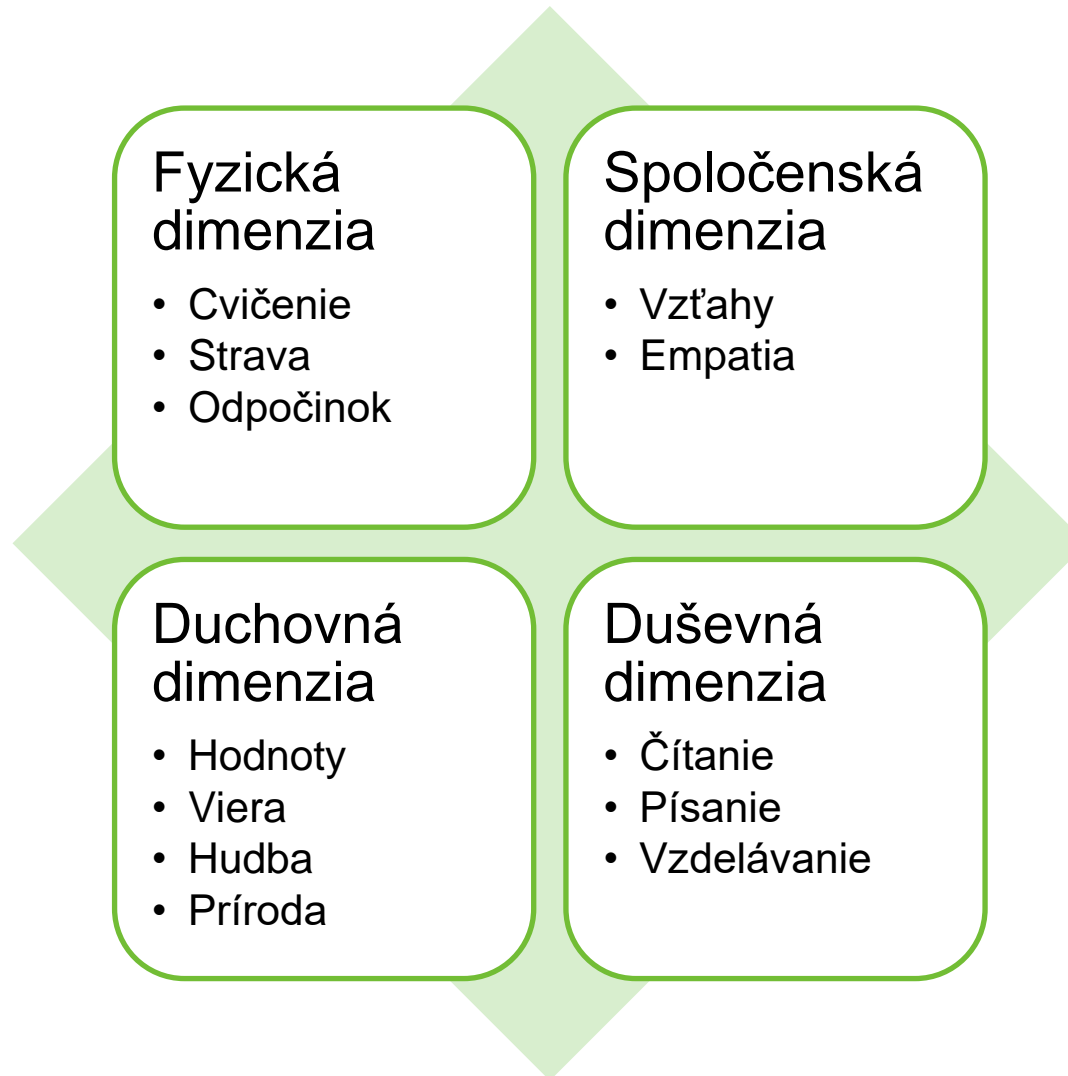 Fyzická
dimenzia
• Cvičenie
• Strava
• Odpočinok
Spoločenská
dimenzia
• Vzťahy
• Empatia
Duchovná
dimenzia
• Hodnoty
• Viera
• Hudba
• Príroda
Duševná
dimenzia
• Čítanie
• Písanie
• Vzdelávanie